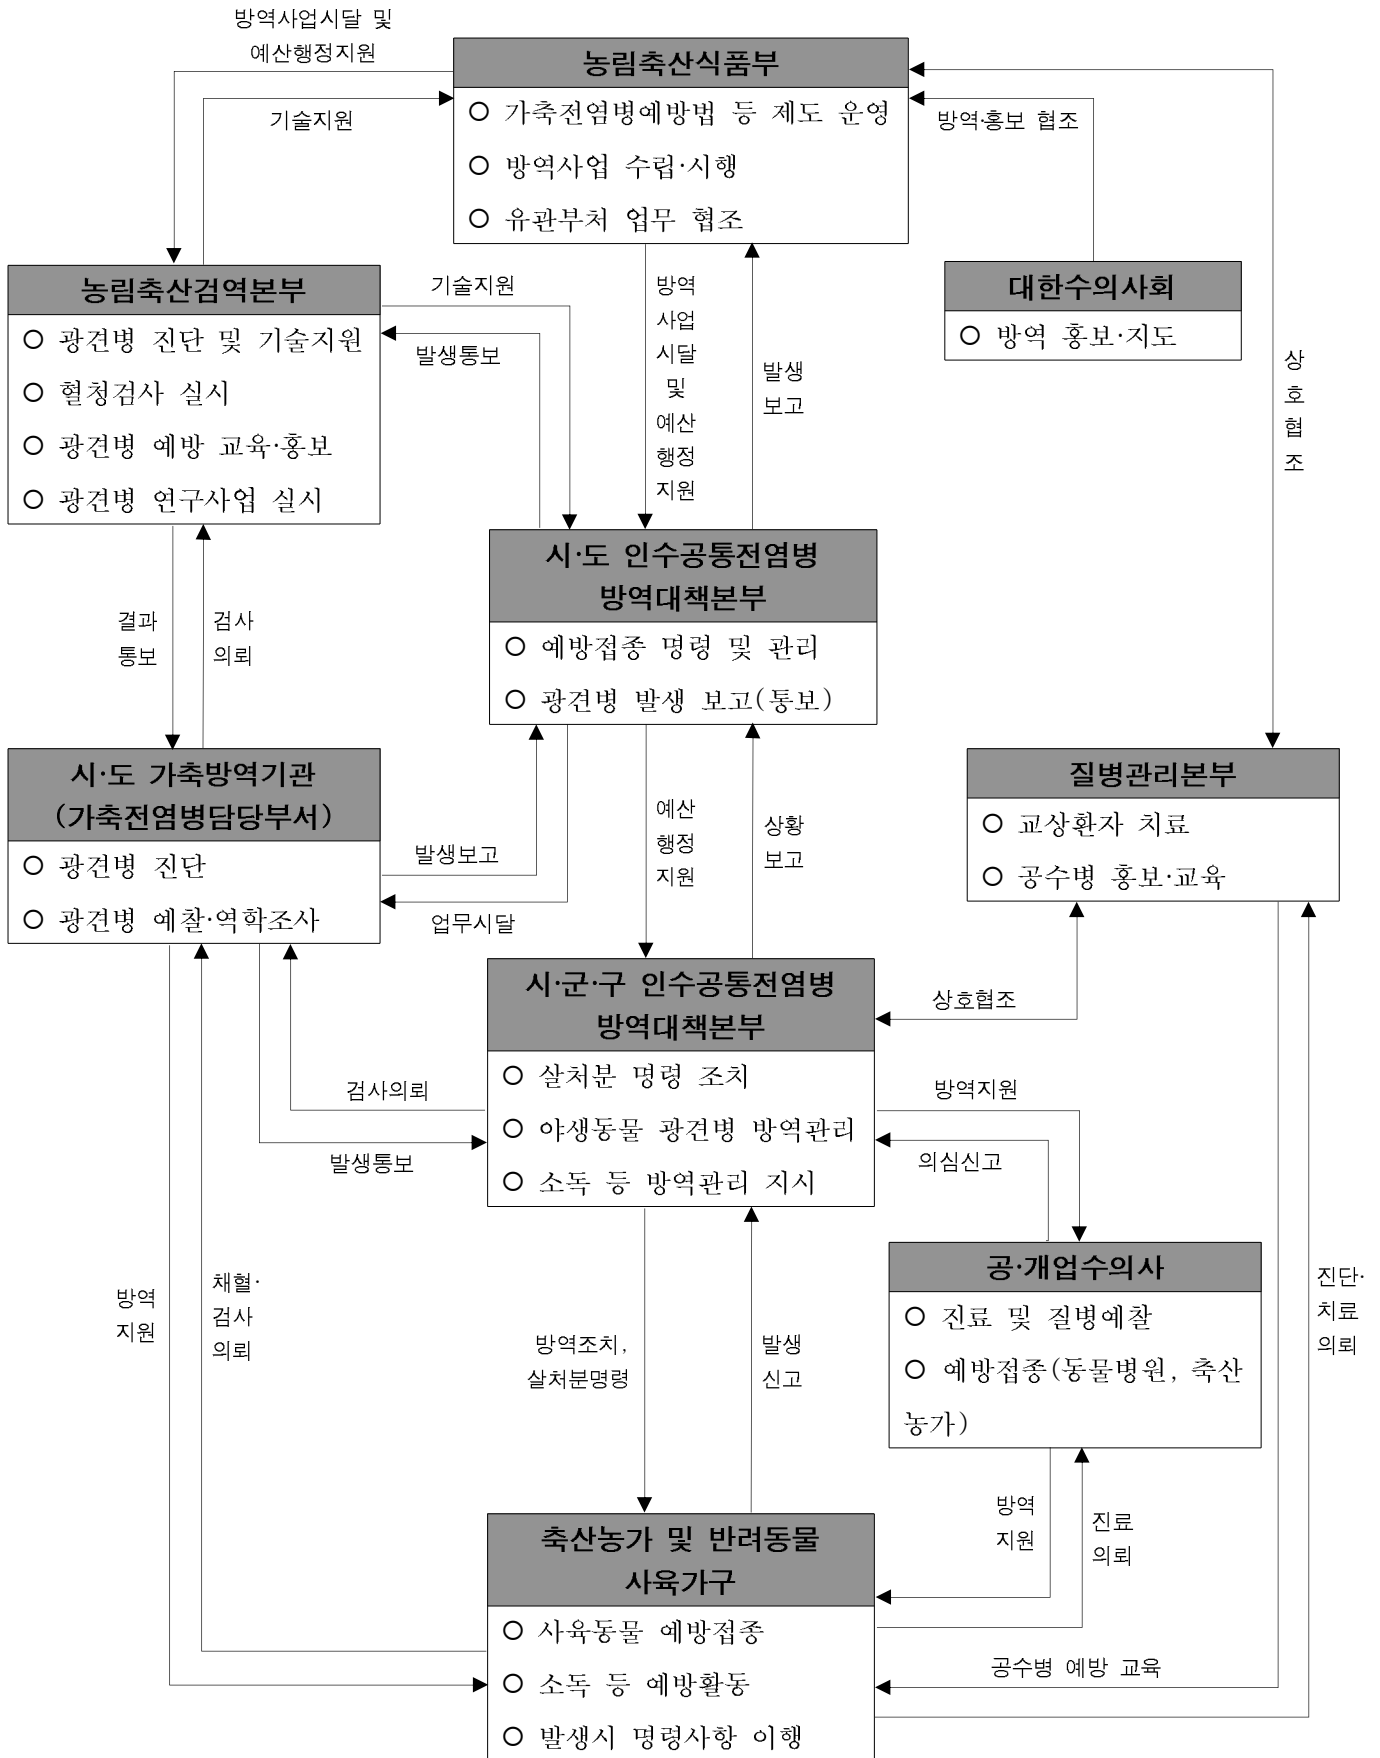 방역사업시달 및
예산행정지원
농림축산식품부
○ 가축전염병예방법 등 제도 운영
○ 방역사업 수립·시행
○ 유관부처 업무 협조
기술지원
방역·홍보 협조
대한수의사회
○ 방역 홍보·지도
농림축산검역본부
○ 광견병 진단 및 기술지원
○ 혈청검사 실시
○ 광견병 예방 교육·홍보
○ 광견병 연구사업 실시
기술지원
발생통보
방역
사업
시달
및
예산
행정
지원
발생
보고
상
호
협
조
시·도 인수공통전염병
방역대책본부
○ 예방접종 명령 및 관리
○ 광견병 발생 보고(통보)
결과
통보
검사
의뢰
시·도 가축방역기관
(가축전염병담당부서)
○ 광견병 진단
○ 광견병 예찰·역학조사
발생보고
업무시달
예산
행정
지원
상황
보고
질병관리본부
○ 교상환자 치료
○ 공수병 홍보·교육
시·군·구 인수공통전염병
방역대책본부
○ 살처분 명령 조치
○ 야생동물 광견병 방역관리
○ 소독 등 방역관리 지시
상호협조
검사의뢰
발생통보
방역지원
의심신고
공·개업수의사
○ 진료 및 질병예찰
○ 예방접종(동물병원, 축산
농가)
방역
지원
채혈·
검사
의뢰
방역조치,
살처분명령
발생
신고
진단·
치료
의뢰
방역
지원
진료
의뢰
축산농가 및 반려동물
사육가구
○ 사육동물 예방접종
○ 소독 등 예방활동
○ 발생시 명령사항 이행
공수병 예방 교육